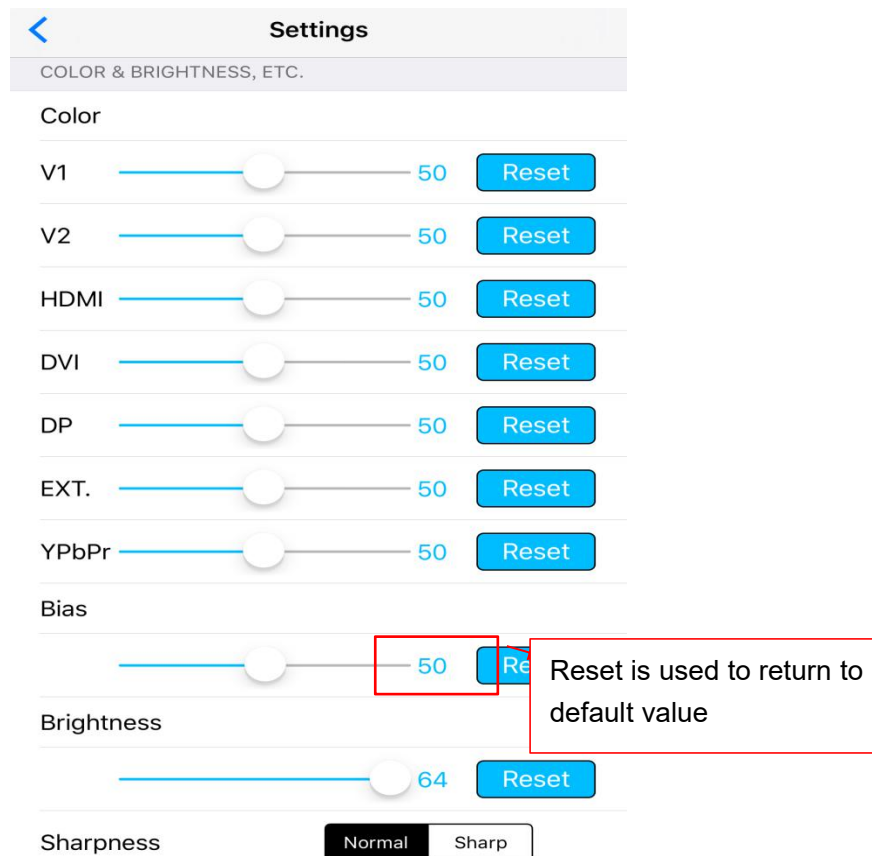 Settings
COLOR & BRIGHTNESS, ETC.
Color
V1 50 Reset
V2 50 Reset
HDMI 50 Reset
DVI 50 Reset
DP 50 Reset
EXT. 50 Reset
YPbPr 50 Reset
Bias
50 Re
Reset is used to return to
default value
Brightness
64 Reset
Sharpness Normal Sharp